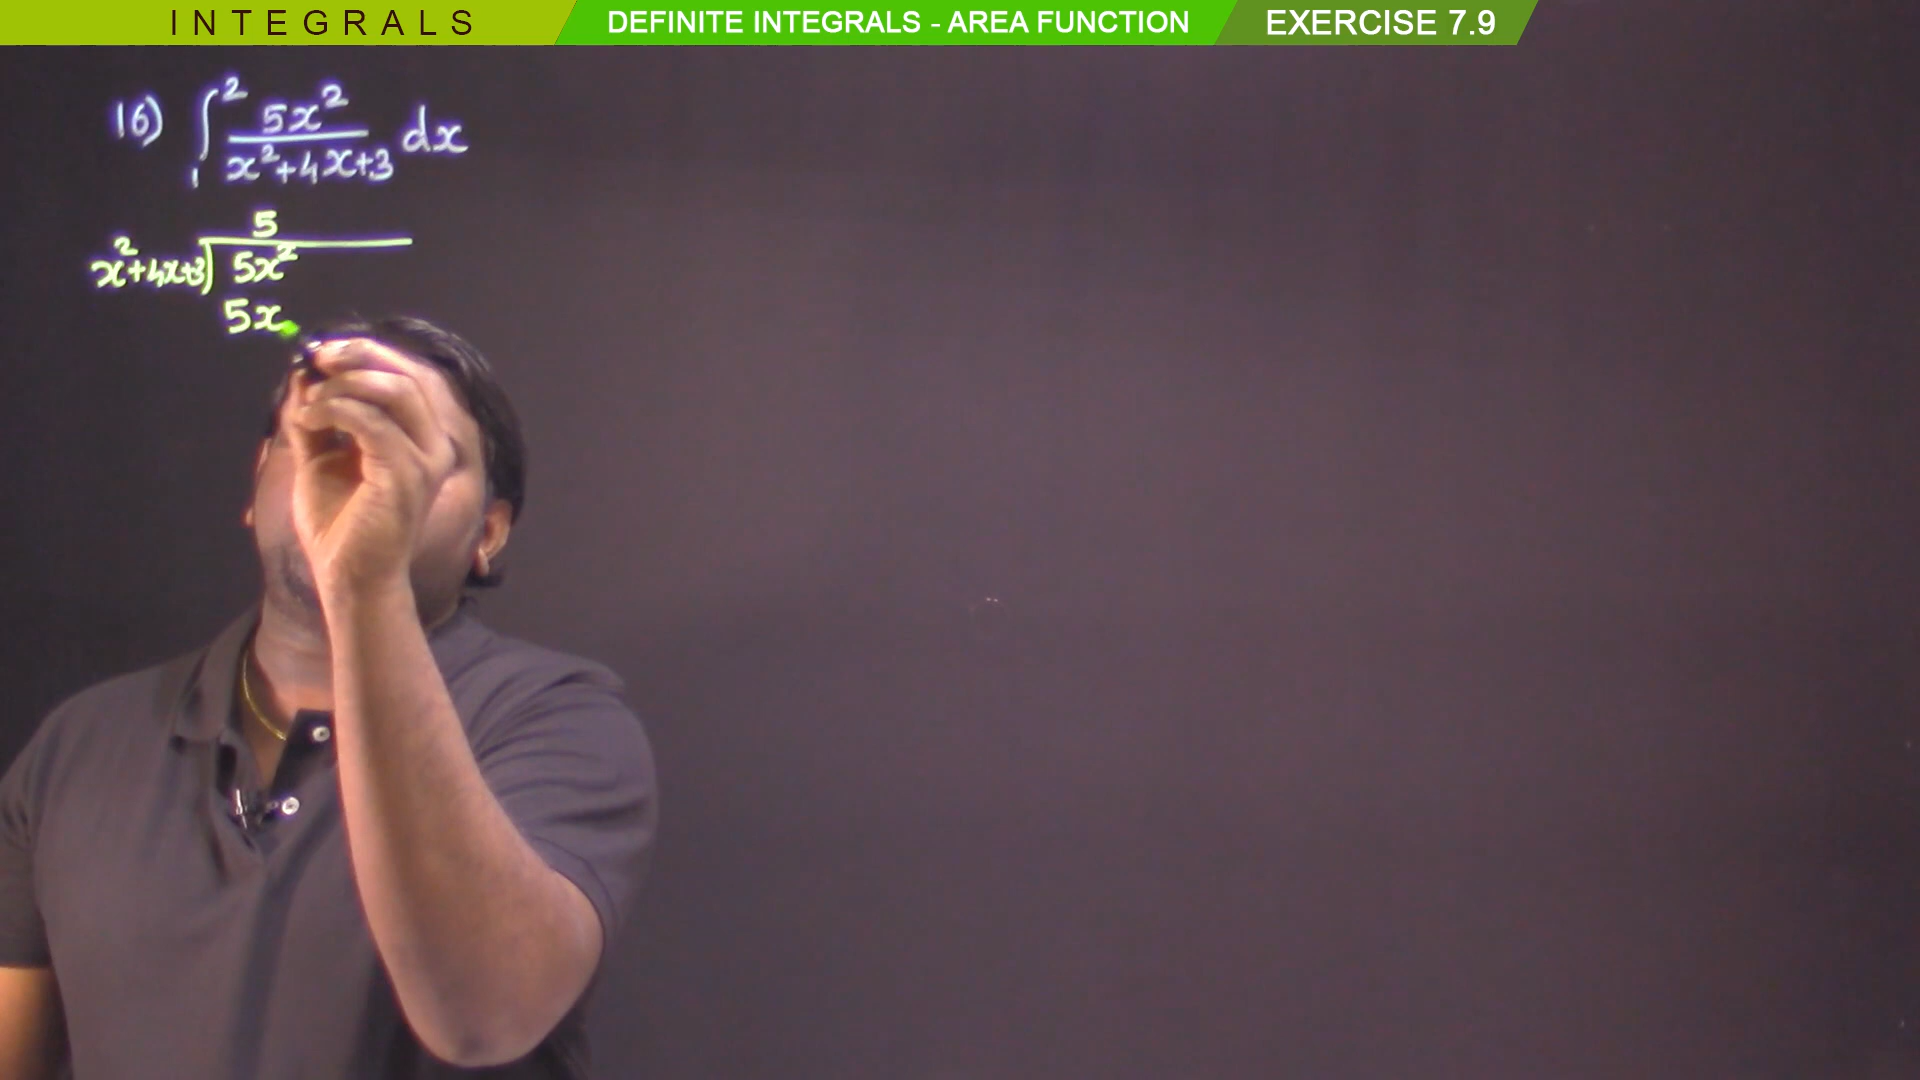 INTEGRALS DEFINITE INTEGRALS - AREA FUNCTION EXERCISE 7.9
16) ∫₁² 5x²/(x²+4x+3) dx
5
x²+4x+3) 5x²
5x